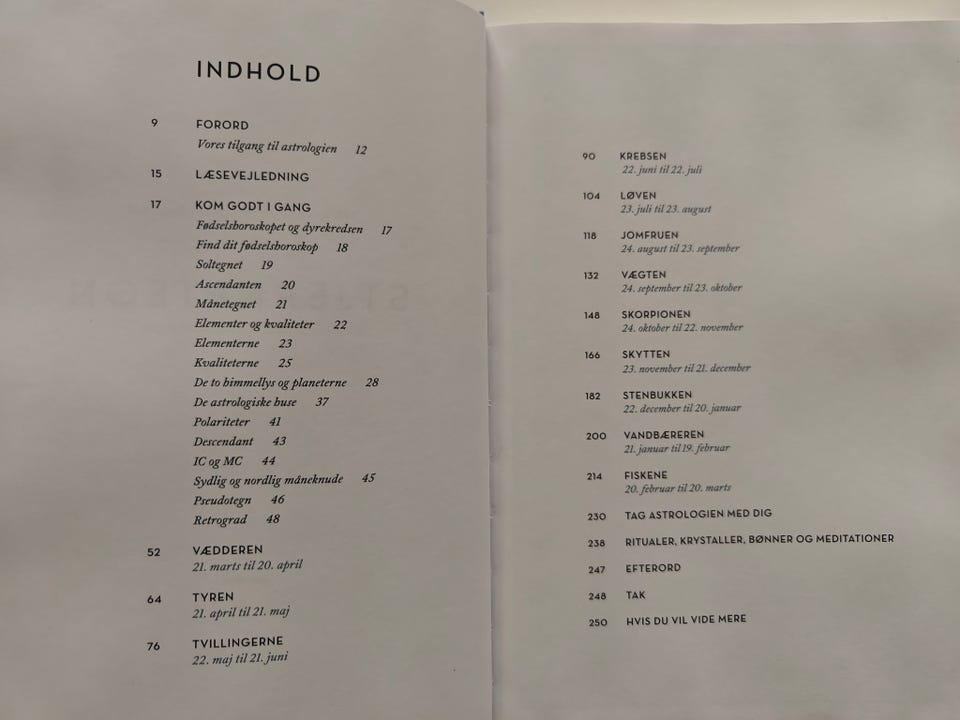 INDHOLD
9 FORORD
Vores tilgang til astrologien 12
15 LÆSEVEJLEDNING
17 KOM GODT I GANG
Fødselshoroskopet og dyrekredsen 17
Find dit fødselshoroskop 18
Soltegnet 19
Ascendanten 20
Månetegnet 21
Elementer og kvaliteter 22
Elementerne 23
Kvaliteterne 25
De to himmellys og planeterne 28
De astrologiske huse 37
Polariteter 41
Descendant 43
IC og MC 44
Sydlig og nordlig måneknude 45
Pseudotegn 46
Retrograd 48
52 VÆDDEREN
21. marts til 20. april
64 TYREN
21. april til 21. maj
76 TVILLINGERNE
22. maj til 21. juni
90 KREBSEN
22. juni til 22. juli
104 LØVEN
23. juli til 23. august
118 JOMFRUEN
24. august til 23. september
132 VÆGTEN
24. september til 23. oktober
148 SKORPIONEN
24. oktober til 22. november
166 SKYTTEN
23. november til 21. december
182 STENBUKKEN
22. december til 20. januar
200 VANDBÆREREN
21. januar til 19. februar
214 FISKENE
20. februar til 20. marts
230 TAG ASTROLOGIEN MED DIG
238 RITUALER, KRYSTALLER, BØNNER OG MEDITATIONER
247 EFTERORD
248 TAK
250 HVIS DU VIL VIDE MERE